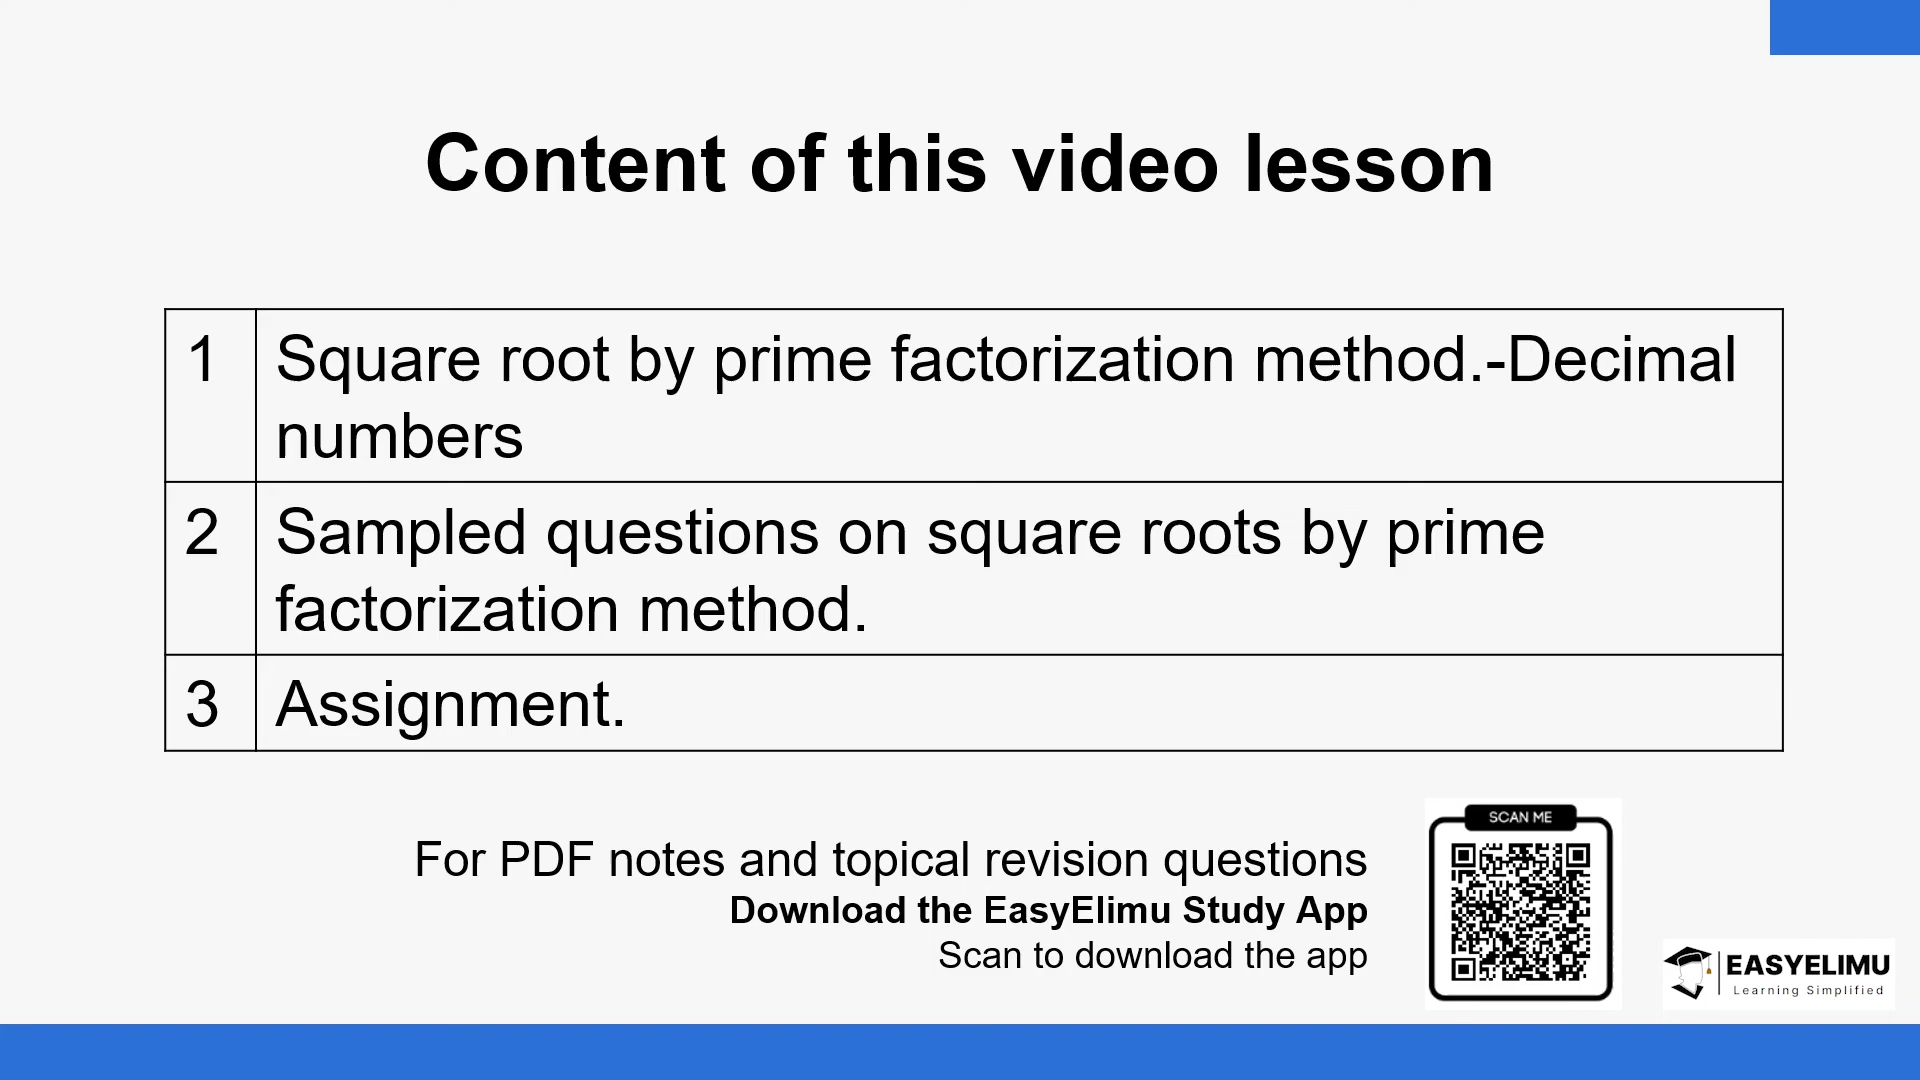 Content of this video lesson
1 Square root by prime factorization method.-Decimal
numbers
2 Sampled questions on square roots by prime
factorization method.
3 Assignment.
For PDF notes and topical revision questions
Download the EasyElimu Study App
Scan to download the app
SCAN ME
EASYELIMU
Learning Simplified